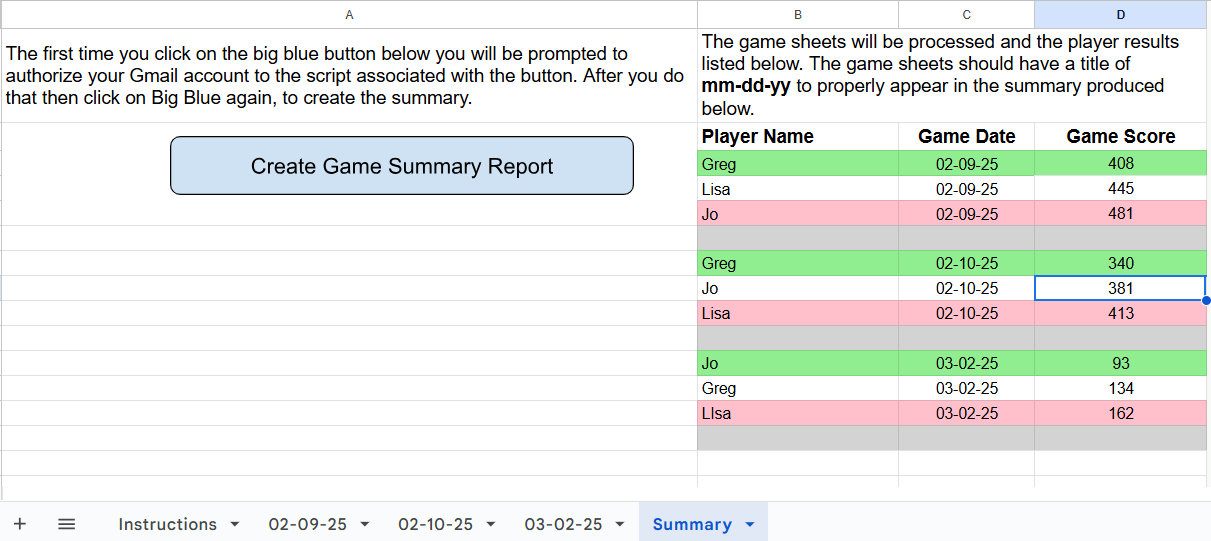 A B C D
The first time you click on the big blue button below you will be prompted to
authorize your Gmail account to the script associated with the button. After you do
that then click on Big Blue again, to create the summary.
The game sheets will be processed and the player results
listed below. The game sheets should have a title of
mm-dd-yy to properly appear in the summary produced
below.
Create Game Summary Report
Player Name Game Date Game Score
Greg 02-09-25 408
Lisa 02-09-25 445
Jo 02-09-25 481
Greg 02-10-25 340
Jo 02-10-25 381
Lisa 02-10-25 413
Jo 03-02-25 93
Greg 03-02-25 134
LIsa 03-02-25 162
+ Instructions 02-09-25 02-10-25 03-02-25 Summary